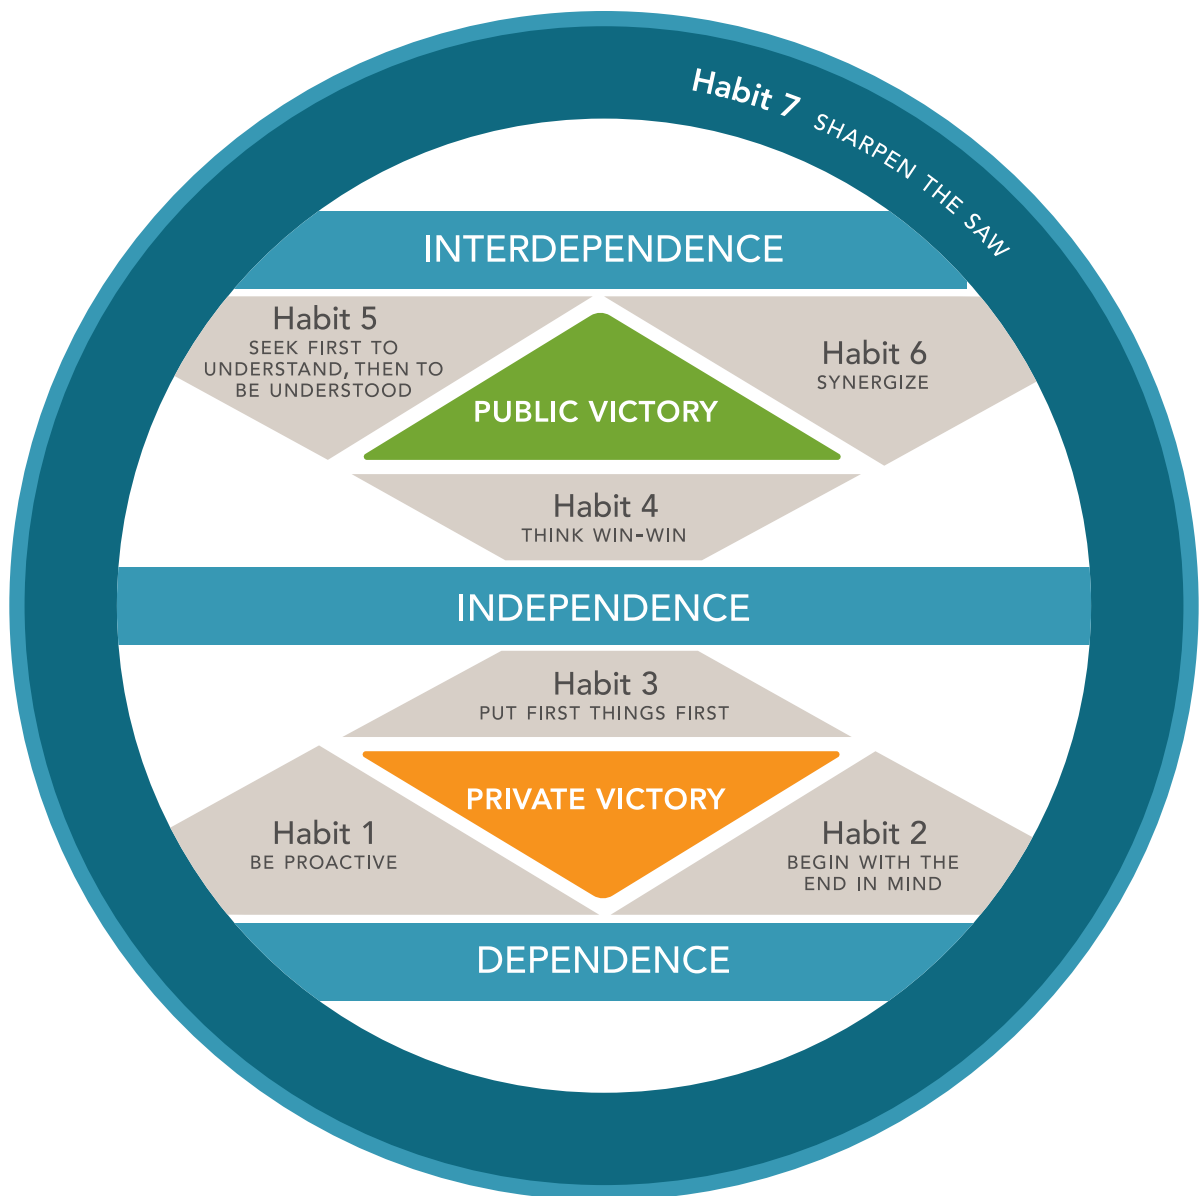 Habit 7 SHARPEN THE SAW
INTERDEPENDENCE
Habit 5
SEEK FIRST TO
UNDERSTAND, THEN TO
BE UNDERSTOOD
Habit 6
SYNERGIZE
PUBLIC VICTORY
Habit 4
THINK WIN-WIN
INDEPENDENCE
Habit 3
PUT FIRST THINGS FIRST
PRIVATE VICTORY
Habit 1
BE PROACTIVE
Habit 2
BEGIN WITH THE
END IN MIND
DEPENDENCE